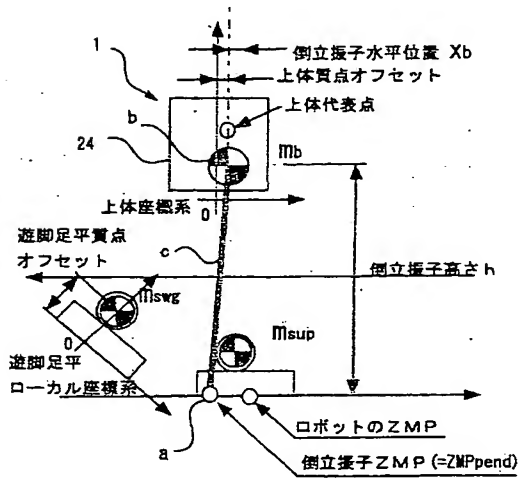 1
倒立振子水平位置 Xb
上体質点オフセット
上体代表点
b
24
mb
上体座標系
0
遊脚足平質点
オフセット
c
倒立振子高さh
mswg
msup
0
遊脚足平
ローカル座標系
ロボットのZMP
a
倒立振子ZMP(=ZMPpend)